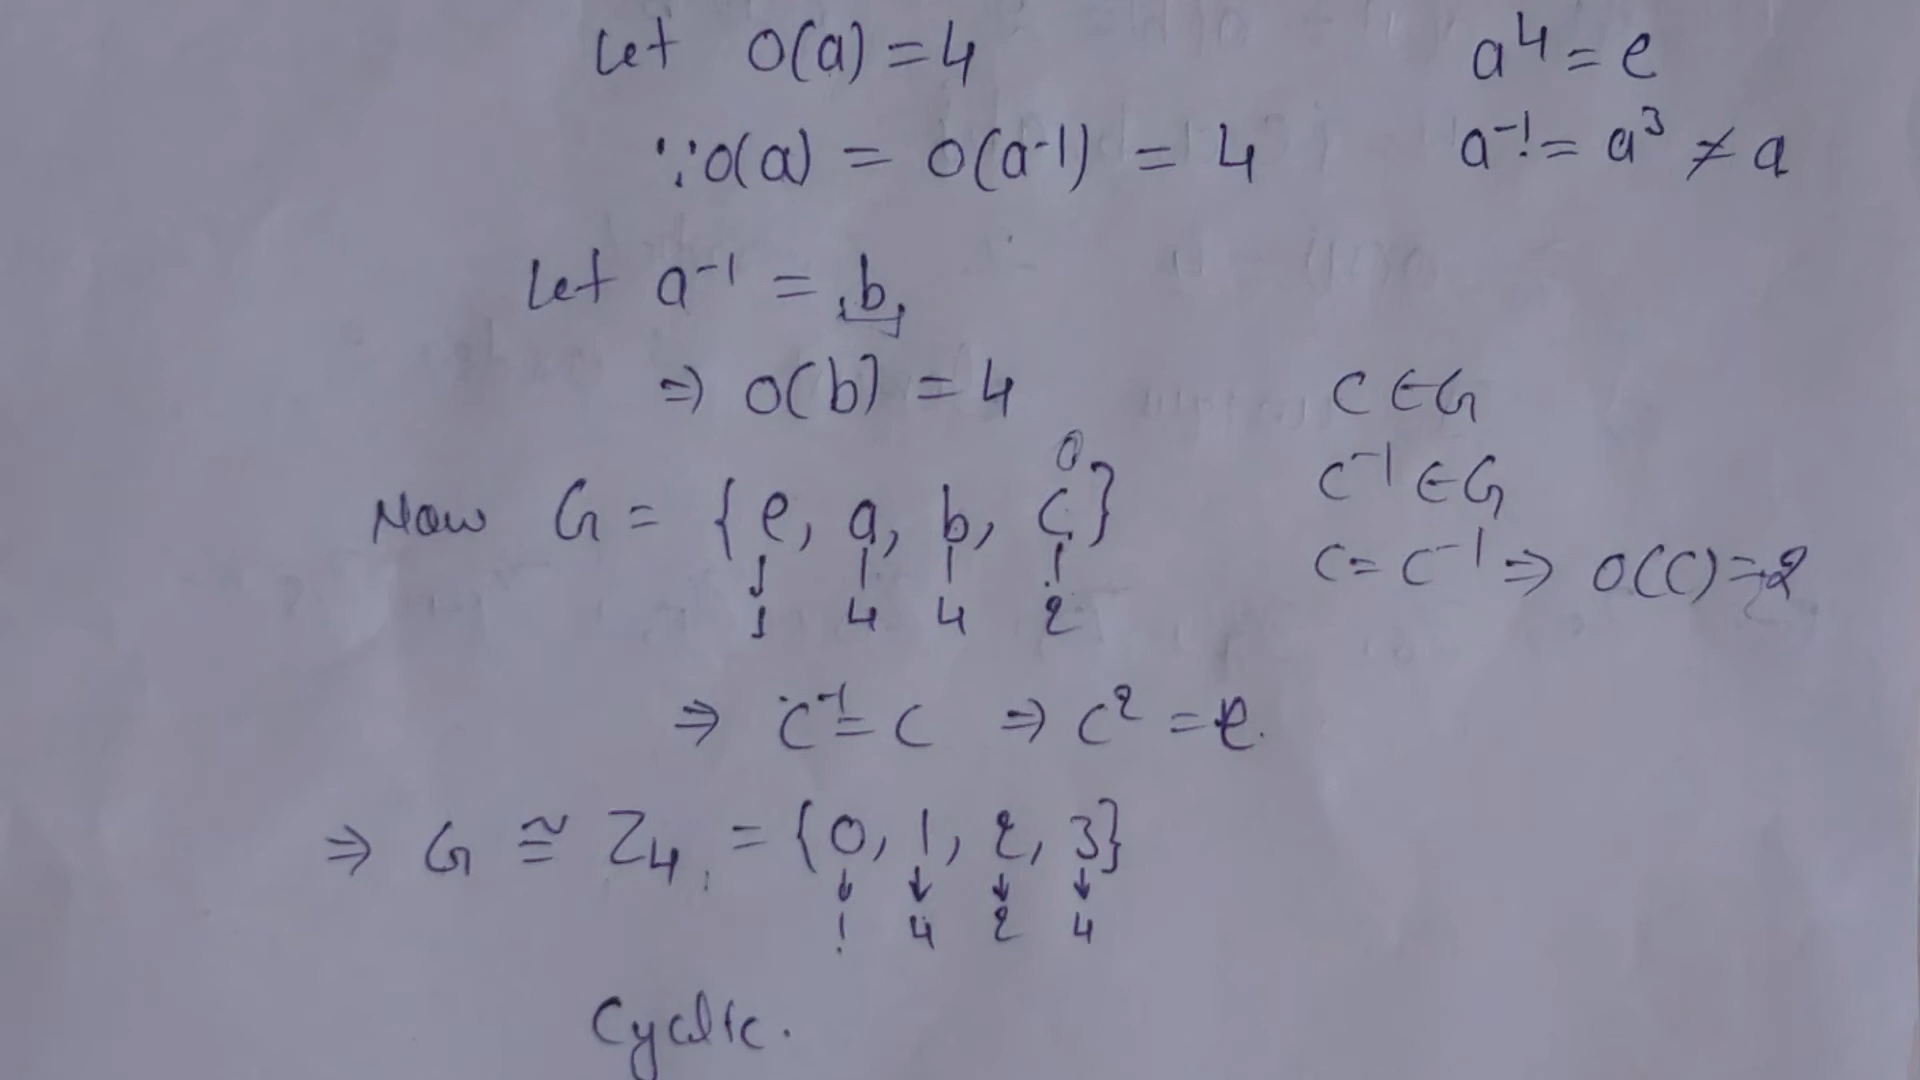 Let O(a) = 4
a⁴ = e
∵ O(a) = O(a-1) = 4
a⁻¹ = a³ ≠ a
Let a⁻¹ = b
⇒ O(b) = 4
C ∈ G
C⁻¹ ∈ G
Now G = {e, a, b, c}
1 4 4 2
C = C⁻¹ ⇒ O(C) = 2
⇒ C⁻¹ = C ⇒ C² = e.
⇒ G ≅ Z₄ = {0, 1, 2, 3}
↓ ↓ ↓ ↓
1 4 2 4
Cyclic.